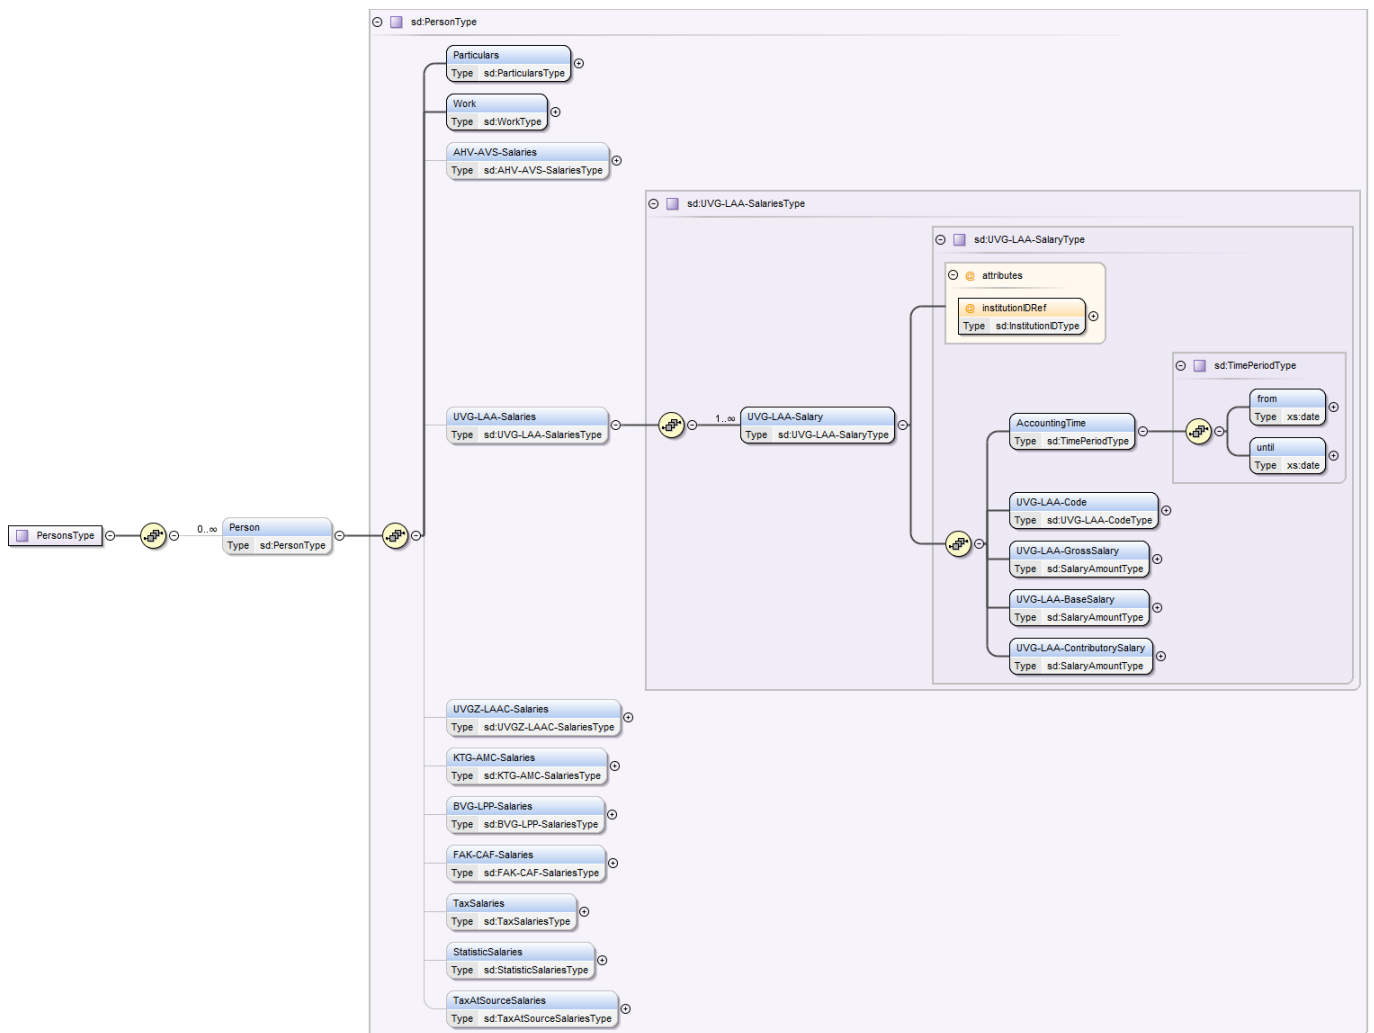 sd:PersonType
Particulars
Type sd:ParticularsType
Work
Type sd:WorkType
AHV-AVS-Salaries
Type sd:AHV-AVS-SalariesType
sd:UVG-LAA-SalariesType
sd:UVG-LAA-SalaryType
@ attributes
@ institutionIDRef
Type sd:InstitutionIDType
sd:TimePeriodType
from
Type xs:date
until
Type xs:date
AccountingTime
Type sd:TimePeriodType
UVG-LAA-Salaries
Type sd:UVG-LAA-SalariesType
1..∞
UVG-LAA-Salary
Type sd:UVG-LAA-SalaryType
UVG-LAA-Code
Type sd:UVG-LAA-CodeType
UVG-LAA-GrossSalary
Type sd:SalaryAmountType
UVG-LAA-BaseSalary
Type sd:SalaryAmountType
UVG-LAA-ContributorySalary
Type sd:SalaryAmountType
PersonsType
0..∞
Person
Type sd:PersonType
UVGZ-LAAC-Salaries
Type sd:UVGZ-LAAC-SalariesType
KTG-AMC-Salaries
Type sd:KTG-AMC-SalariesType
BVG-LPP-Salaries
Type sd:BVG-LPP-SalariesType
FAK-CAF-Salaries
Type sd:FAK-CAF-SalariesType
TaxSalaries
Type sd:TaxSalariesType
StatisticSalaries
Type sd:StatisticSalariesType
TaxAtSourceSalaries
Type sd:TaxAtSourceSalariesType